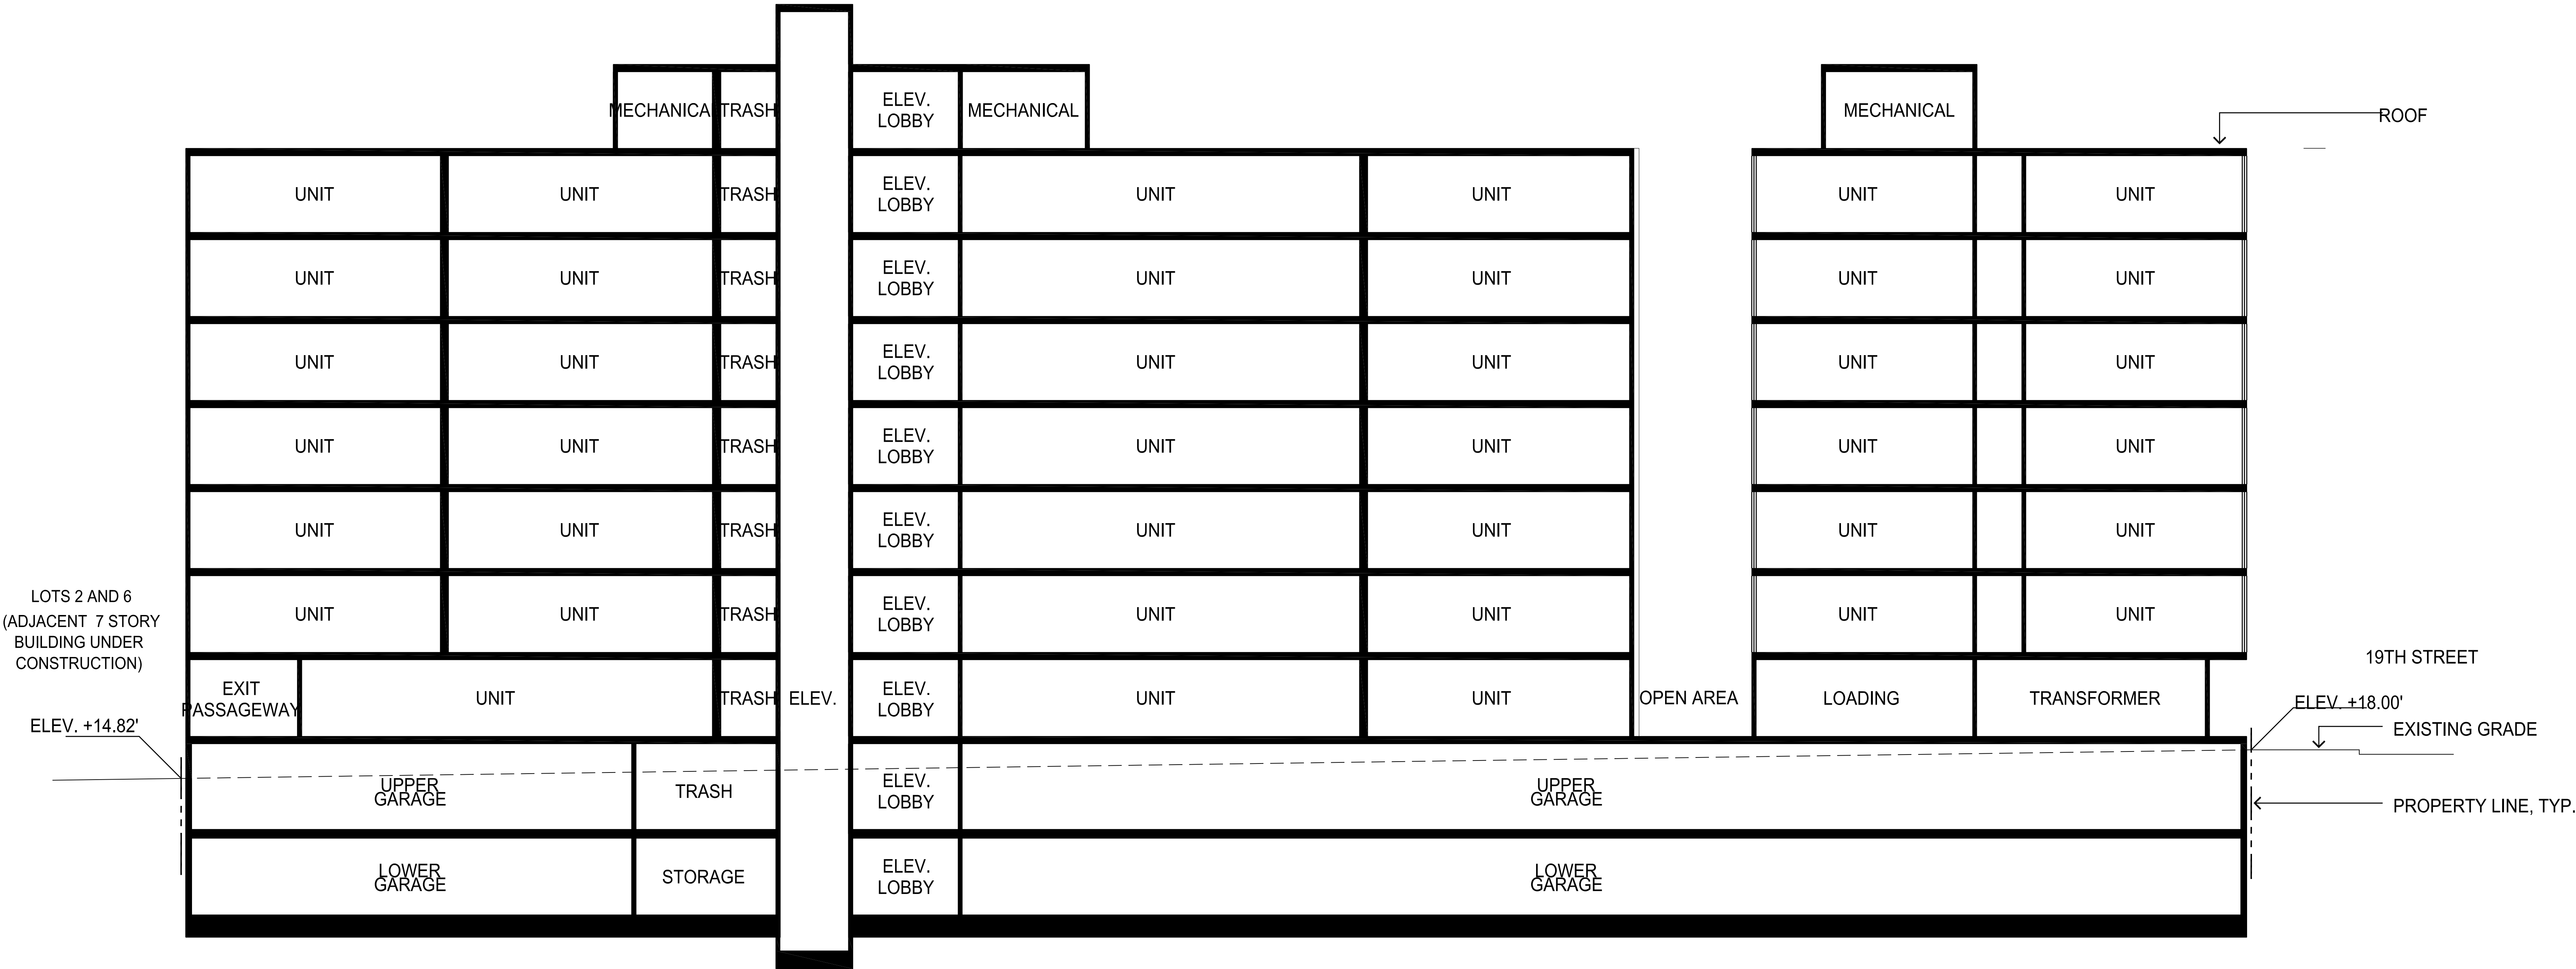 MECHANICAL TRASH ELEV. MECHANICAL MECHANICAL ROOF
LOBBY
UNIT UNIT TRASH ELEV. UNIT UNIT UNIT UNIT
LOBBY
UNIT UNIT TRASH ELEV. UNIT UNIT UNIT UNIT
LOBBY
UNIT UNIT TRASH ELEV. UNIT UNIT UNIT UNIT
LOBBY
UNIT UNIT TRASH ELEV. UNIT UNIT UNIT UNIT
LOBBY
UNIT UNIT TRASH ELEV. UNIT UNIT UNIT UNIT
LOBBY
UNIT UNIT TRASH ELEV. UNIT UNIT UNIT UNIT
LOBBY
LOTS 2 AND 6
(ADJACENT 7 STORY
BUILDING UNDER
CONSTRUCTION)
19TH STREET
EXIT UNIT TRASH ELEV. ELEV. UNIT UNIT OPEN AREA LOADING TRANSFORMER
PASSAGEWAY LOBBY
ELEV. +14.82'
ELEV. +18.00'
EXISTING GRADE
UPPER TRASH ELEV. UPPER
GARAGE LOBBY GARAGE
PROPERTY LINE, TYP.
LOWER STORAGE ELEV. LOWER
GARAGE LOBBY GARAGE